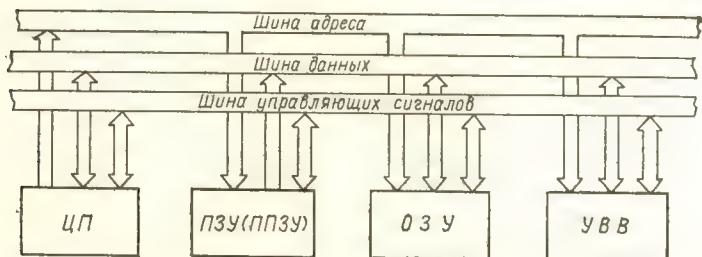 Шина адреса
Шина данных
Шина управляющих сигналов
ЦП
ПЗУ(ППЗУ)
ОЗУ
УВВ